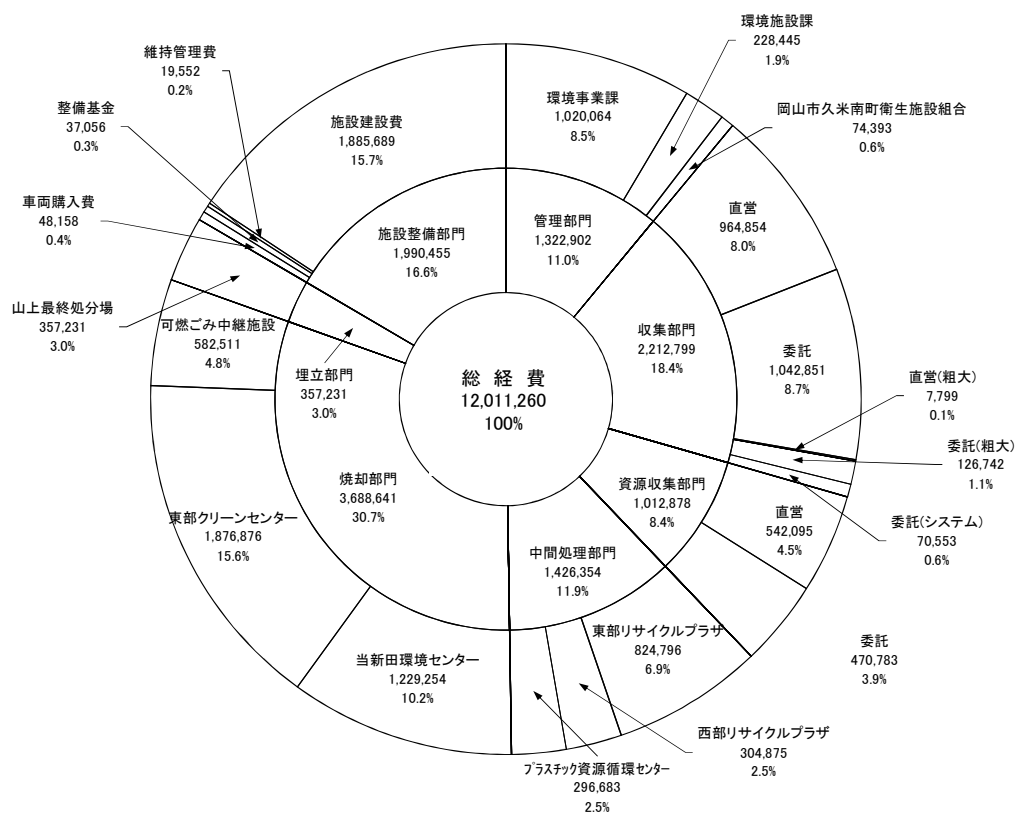 総 経 費
12,011,260
100%
管理部門
1,322,902
11.0%
環境事業課
1,020,064
8.5%
環境施設課
228,445
1.9%
岡山市久米南町衛生施設組合
74,393
0.6%
収集部門
2,212,799
18.4%
直営
964,854
8.0%
委託
1,042,851
8.7%
直営(粗大)
7,799
0.1%
委託(粗大)
126,742
1.1%
委託(システム)
70,553
0.6%
資源収集部門
1,012,878
8.4%
直営
542,095
4.5%
委託
470,783
3.9%
中間処理部門
1,426,354
11.9%
東部リサイクルプラザ
824,796
6.9%
西部リサイクルプラザ
304,875
2.5%
プラスチック資源循環センター
296,683
2.5%
焼却部門
3,688,641
30.7%
当新田環境センター
1,229,254
10.2%
東部クリーンセンター
1,876,876
15.6%
可燃ごみ中継施設
582,511
4.8%
埋立部門
357,231
3.0%
山上最終処分場
357,231
3.0%
施設整備部門
1,990,455
16.6%
車両購入費
48,158
0.4%
整備基金
37,056
0.3%
維持管理費
19,552
0.2%
施設建設費
1,885,689
15.7%